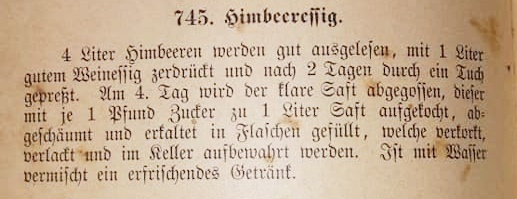 745. Himbeeressig.
4 Liter Himbeeren werden gut ausgelesen, mit 1 Liter
gutem Weinessig zerdrückt und nach 2 Tagen durch ein Tuch
gepreßt. Am 4. Tag wird der klare Saft abgegossen, dieser
mit je 1 Pfund Zucker zu 1 Liter Saft aufgekocht, ab-
geschäumt und erkaltet in Flaschen gefüllt, welche verkorkt,
verlackt und im Keller aufbewahrt werden. Ist mit Wasser
vermischt ein erfrischendes Getränk.